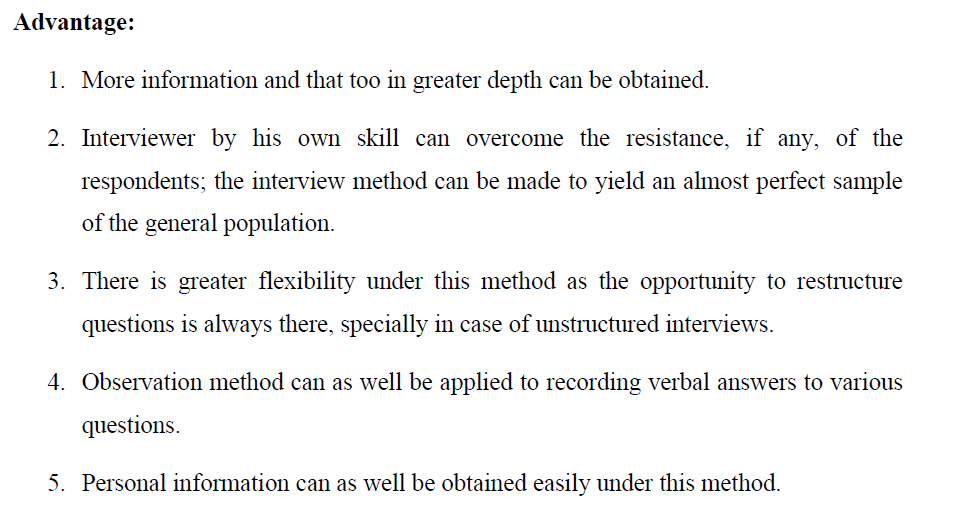 Advantage:
1. More information and that too in greater depth can be obtained.
2. Interviewer by his own skill can overcome the resistance, if any, of the
respondents; the interview method can be made to yield an almost perfect sample
of the general population.
3. There is greater flexibility under this method as the opportunity to restructure
questions is always there, specially in case of unstructured interviews.
4. Observation method can as well be applied to recording verbal answers to various
questions.
5. Personal information can as well be obtained easily under this method.